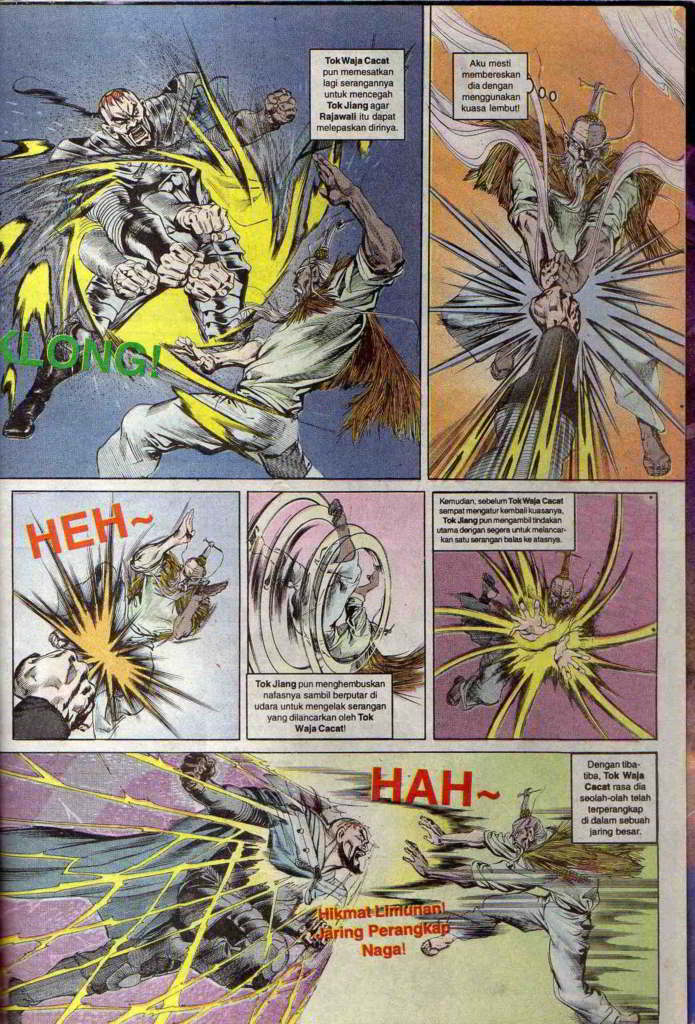 Tok Waja Cacat
pun memesatkan
lagi serangannya
untuk mencegah
Tok Jiang agar
Rajawali itu dapat
melepaskan dirinya.
Aku mesti
membereskan
dia dengan
menggunakan
kuasa lembut!
KLONG!
HEH~
Tok Jiang pun menghembuskan
nafasnya sambil berputar di
udara untuk mengelak serangan
yang dilancarkan oleh Tok
Waja Cacat!
Kemudian, sebelum Tok Waja Cacat
sempat mengatur kembali kuasanya,
Tok Jiang pun mengambil tindakan
utama dengan segera untuk melancar-
kan satu serangan balas ke atasnya.
HAH~
Dengan tiba-
tiba, Tok Waja
Cacat rasa dia
seolah-olah telah
terperangkap
di dalam sebuah
jaring besar.
Hikmat Limunan!
Jaring Perangkap
Naga!